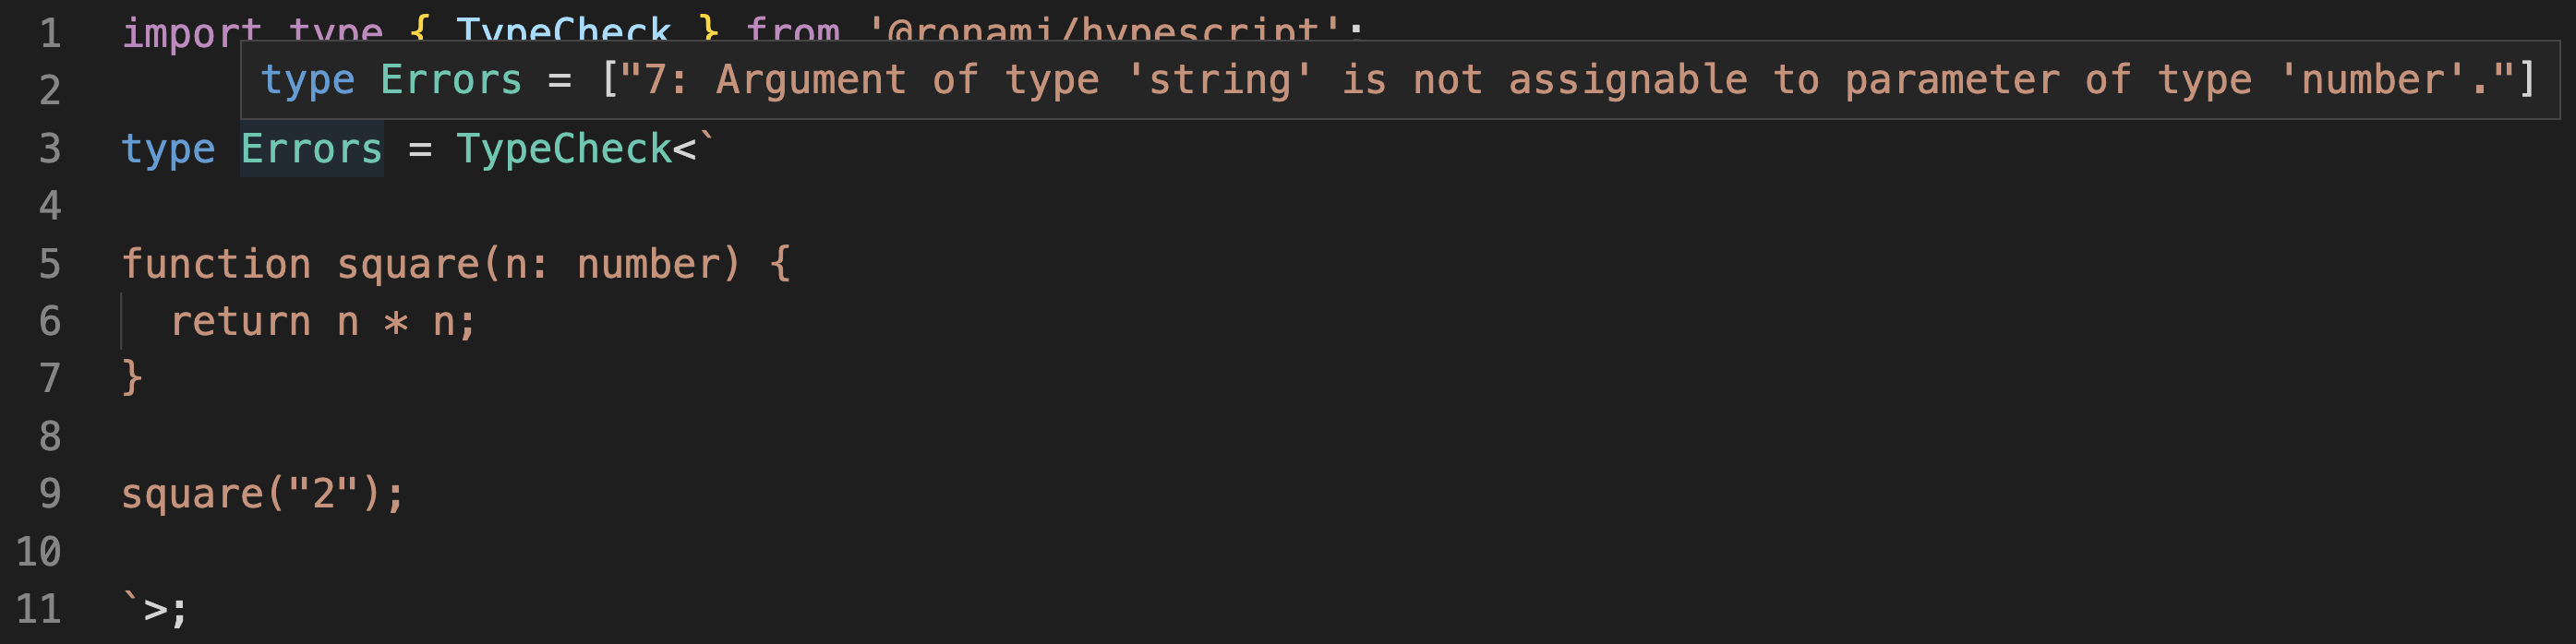 1 import type { TypeCheck } from '@ronami/hypescript';
2 type Errors = ["7: Argument of type 'string' is not assignable to parameter of type 'number'."]
3 type Errors = TypeCheck<`
4
5 function square(n: number) {
6   return n * n;
7 }
8
9 square("2");
10
11 `>;